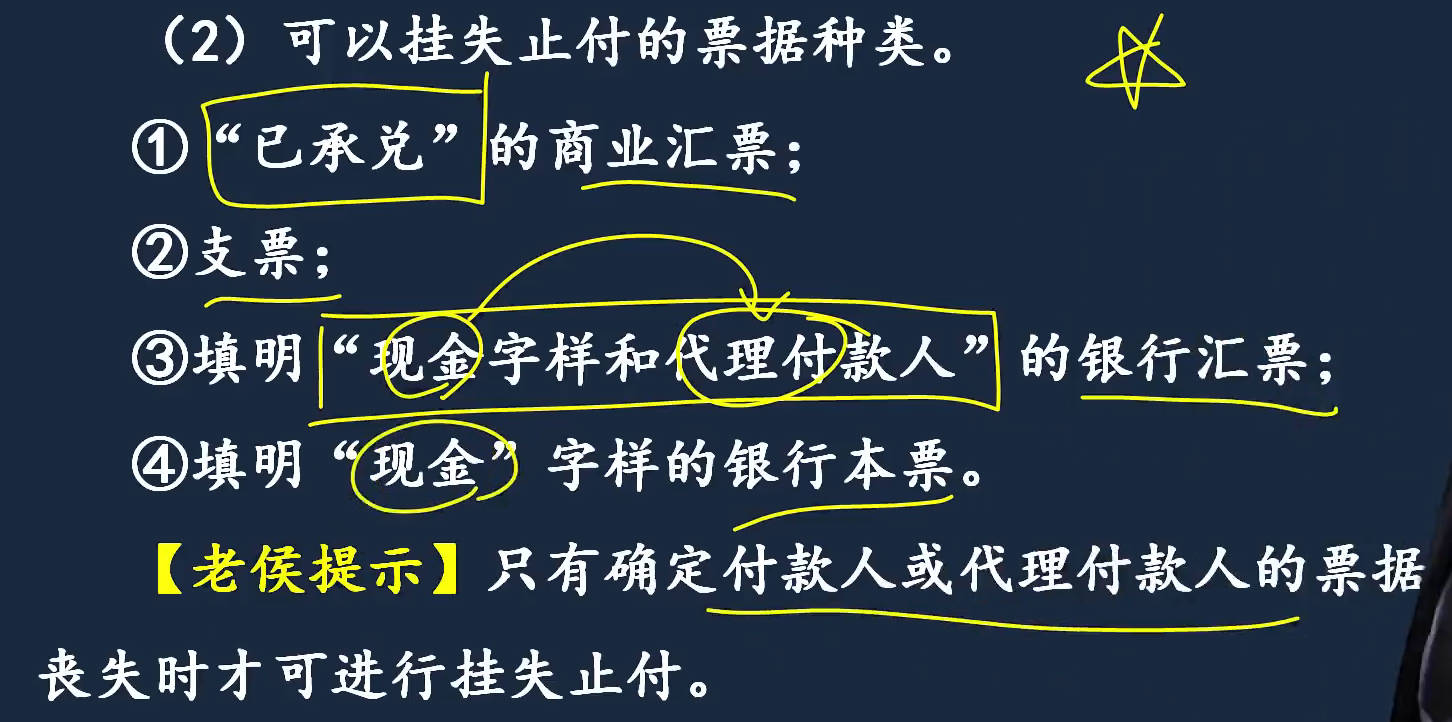 （2）可以挂失止付的票据种类。
①“已承兑”的商业汇票；
②支票；
③填明“现金字样和代理付款人”的银行汇票；
④填明“现金”字样的银行本票。
【老侯提示】只有确定付款人或代理付款人的票据
丧失时才可进行挂失止付。